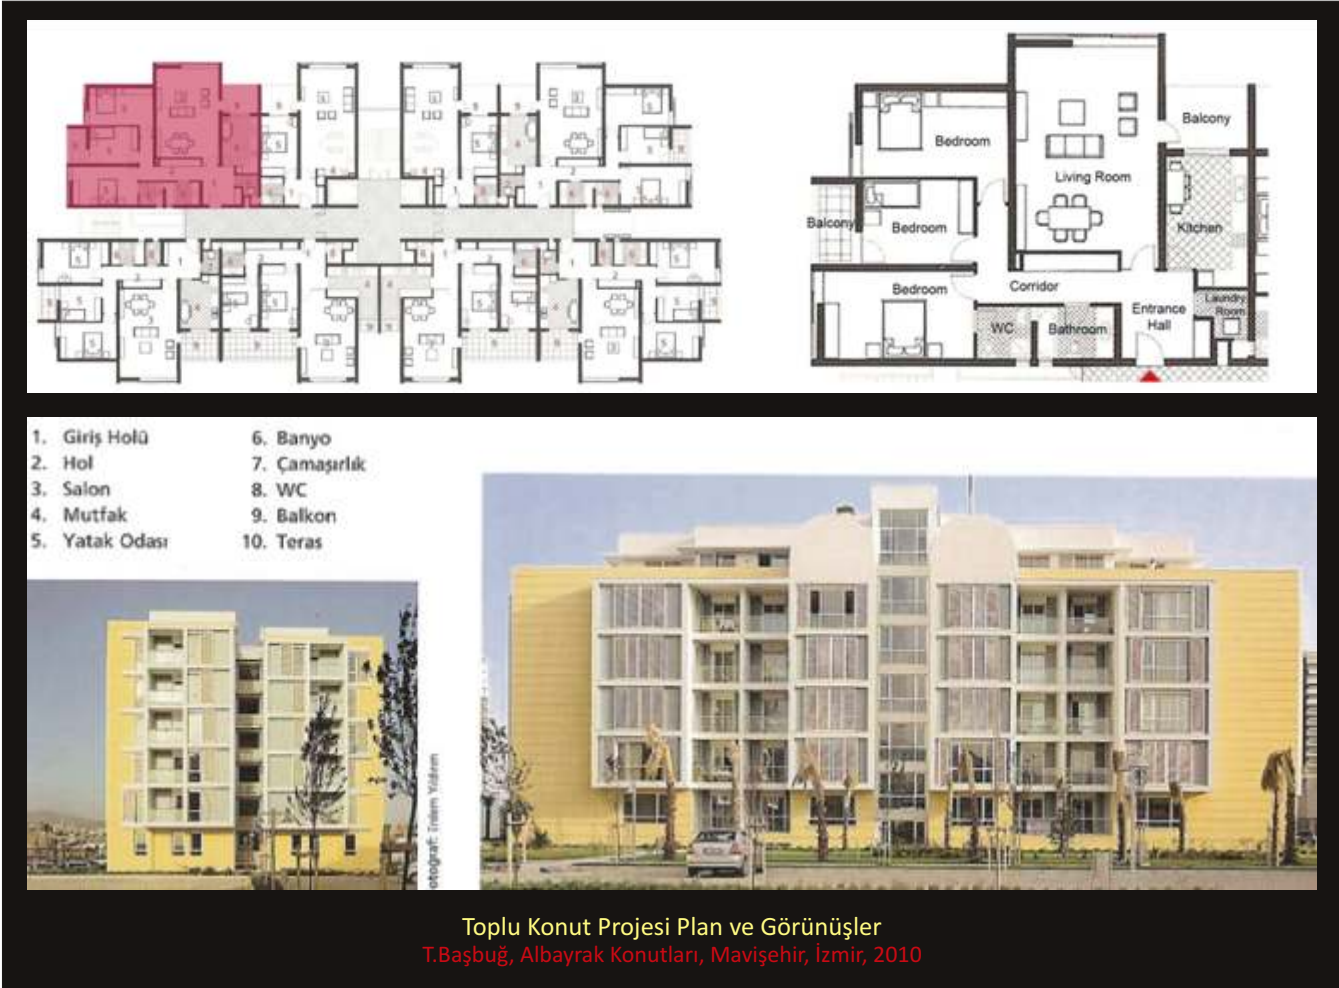 Bedroom
Balcony
Living Room
Balcony
Bedroom
Kitchen
Bedroom
Corridor
Laundry
Room
Entrance
Hall
WC
Bathroom
1. Giriş Holü
2. Hol
3. Salon
4. Mutfak
5. Yatak Odası
6. Banyo
7. Çamaşırlık
8. WC
9. Balkon
10. Teras
Toplu Konut Projesi Plan ve Görünüşler
T.Başbuğ, Albayrak Konutları, Mavişehir, İzmir, 2010